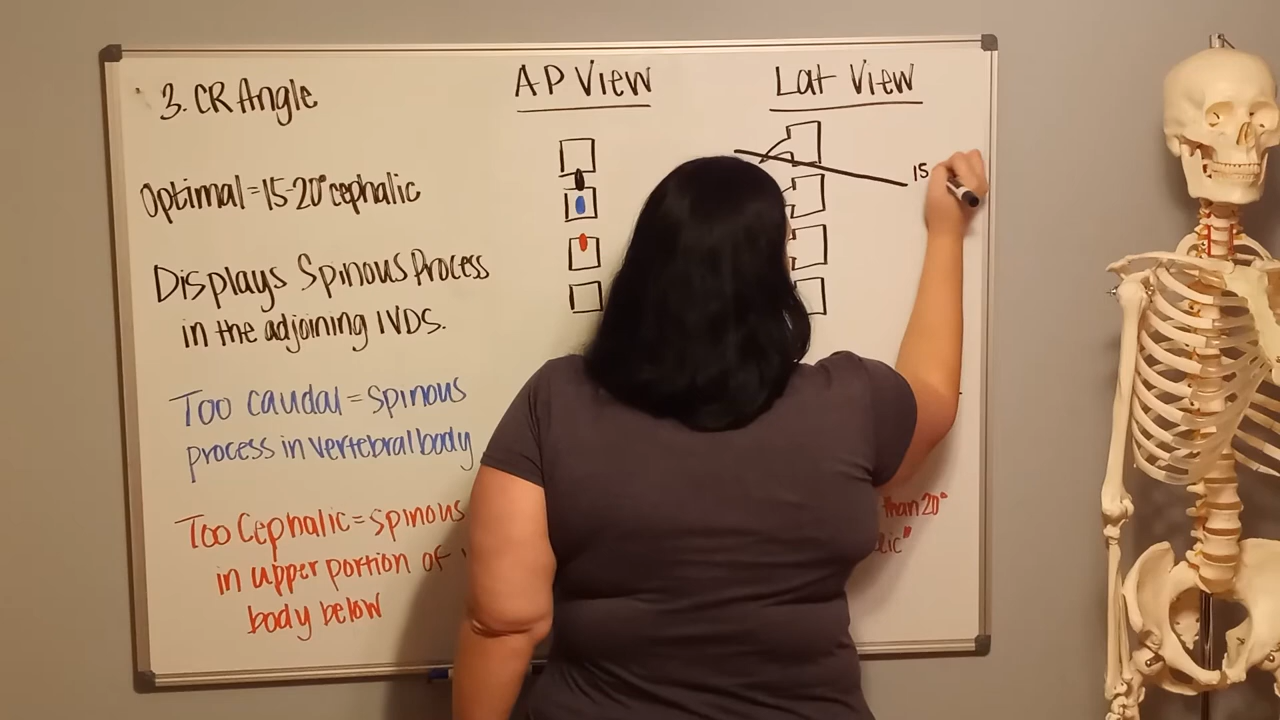 3. CR Angle
AP View
Lat View
Optimal=15-20° cephalic
15
Displays Spinous Process
in the adjoining IVDS.
Too caudal = Spinous
process in vertebral body
Too Cephalic = spinous
in upper portion of
body below
than 20°